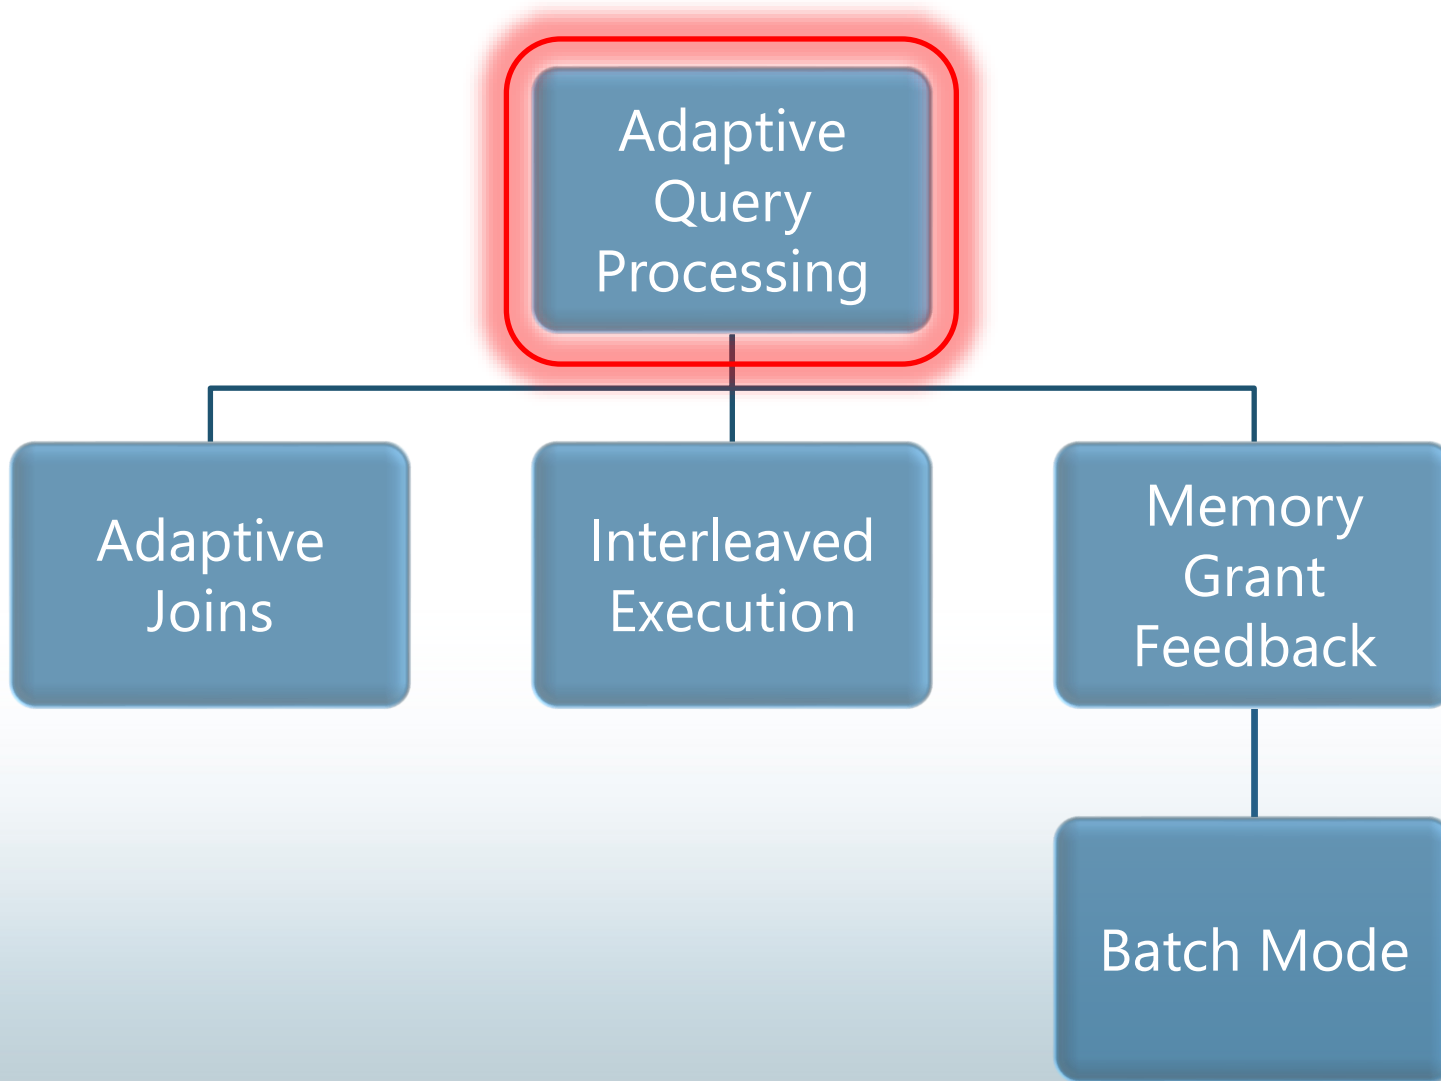 Adaptive
Query
Processing
Adaptive
Joins
Interleaved
Execution
Memory
Grant
Feedback
Batch Mode